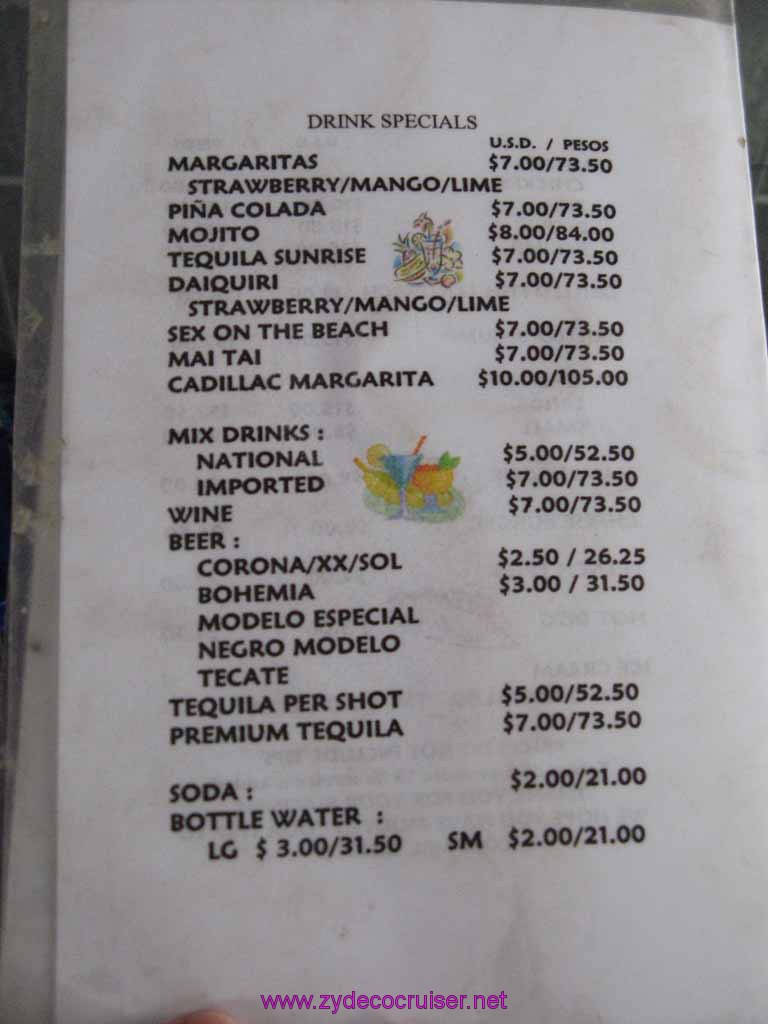 DRINK SPECIALS
U.S.D. / PESOS
MARGARITAS $7.00/73.50
STRAWBERRY/MANGO/LIME
PIÑA COLADA $7.00/73.50
MOJITO $8.00/84.00
TEQUILA SUNRISE $7.00/73.50
DAIQUIRI $7.00/73.50
STRAWBERRY/MANGO/LIME
SEX ON THE BEACH $7.00/73.50
MAI TAI $7.00/73.50
CADILLAC MARGARITA $10.00/105.00
MIX DRINKS :
NATIONAL $5.00/52.50
IMPORTED $7.00/73.50
WINE $7.00/73.50
BEER :
CORONA/XX/SOL $2.50 / 26.25
BOHEMIA $3.00 / 31.50
MODELO ESPECIAL
NEGRO MODELO
TECATE
TEQUILA PER SHOT $5.00/52.50
PREMIUM TEQUILA $7.00/73.50
SODA : $2.00/21.00
BOTTLE WATER :
LG $ 3.00/31.50 SM $2.00/21.00
www.zydecocruiser.net